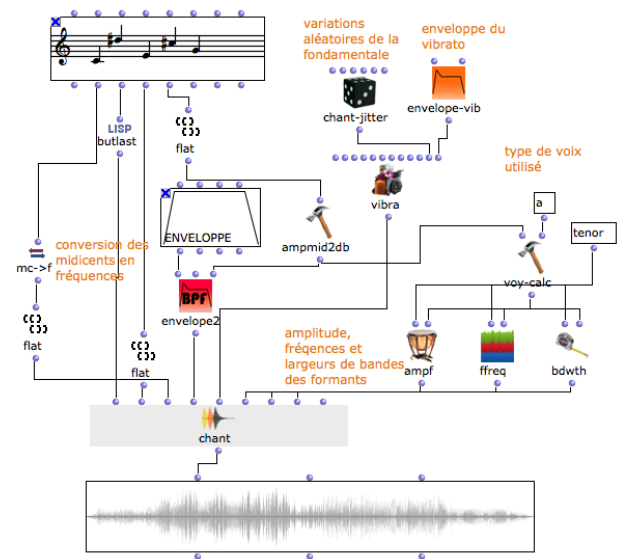 variations
aléatoires de la
fondamentale
enveloppe du
vibrato
chant-jitter
envelope-vib
LISP
butlast
flat
type de voix
utilisé
vibra
a
tenor
ENVELOPPE
ampmid2db
conversion des
midicents en
fréquences
mc->f
voy-calc
BPF
envelope2
flat
flat
amplitude,
fréqences et
largeurs de bandes
des formants
ampf
ffreq
bdwth
chant